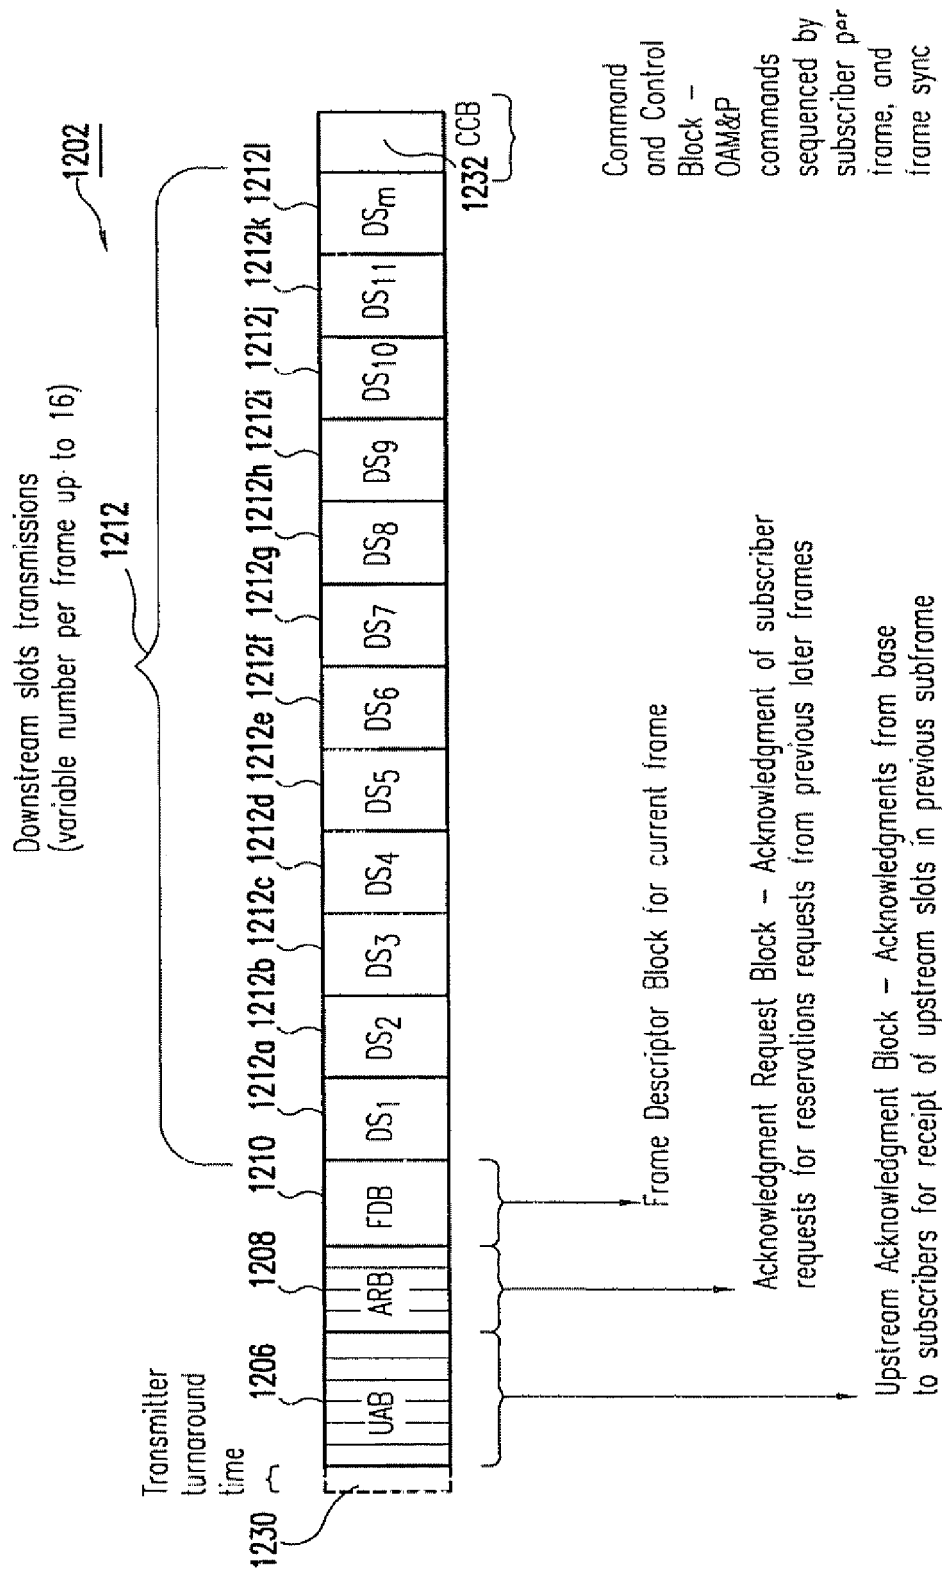 Downstream slots transmissions
(variable number per frame up to 16)
1212
1202
Transmitter
turnaround
time
1230
1206
1208
1210
1212a
1212b
1212c
1212d
1212e
1212f
1212g
1212h
1212i
1212j
1212k
1212l
UAB
ARB
FDB
DS1
DS2
DS3
DS4
DS5
DS6
DS7
DS8
DS9
DS10
DS11
DSm
1232
CCB
Frame Descriptor Block for current frame
Acknowledgment Request Block – Acknowledgment of subscriber
requests for reservations requests from previous later frames
Upstream Acknowledgment Block – Acknowledgments from base
to subscribers for receipt of upstream slots in previous subframe
Command
and Control
Block –
OAM&P
commands
sequenced by
subscriber per
frame, and
frame sync